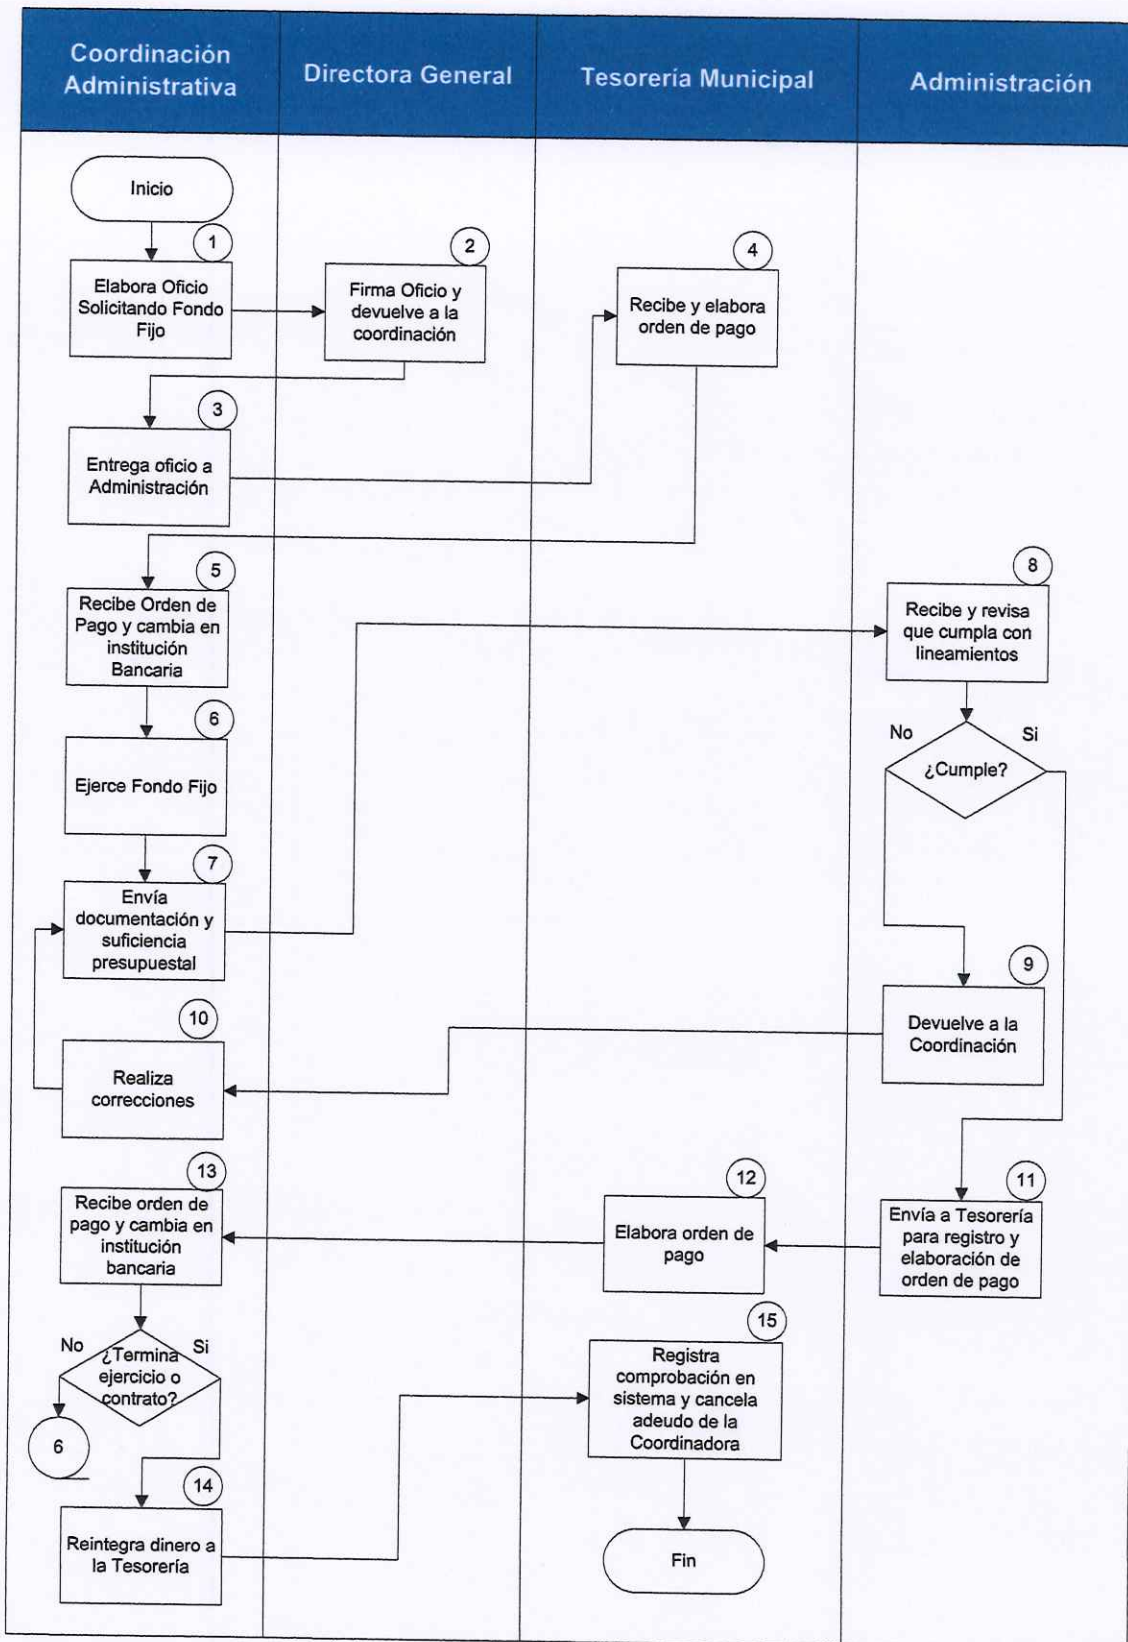 Coordinación
Administrativa
Directora General
Tesorería Municipal
Administración
Inicio
1
Elabora Oficio
Solicitando Fondo
Fijo
2
Firma Oficio y
devuelve a la
coordinación
4
Recibe y elabora
orden de pago
3
Entrega oficio a
Administración
5
Recibe Orden de
Pago y cambia en
institución
Bancaria
8
Recibe y revisa
que cumpla con
lineamientos
6
Ejerce Fondo Fijo
No
Si
¿Cumple?
7
Envía
documentación y
suficiencia
presupuestal
9
Devuelve a la
Coordinación
10
Realiza
correcciones
13
Recibe orden de
pago y cambia en
institución
bancaria
12
Elabora orden de
pago
11
Envía a Tesorería
para registro y
elaboración de
orden de pago
No
Si
¿Termina
ejercicio o
contrato?
6
15
Registra
comprobación en
sistema y cancela
adeudo de la
Coordinadora
14
Reintegra dinero a
la Tesorería
Fin